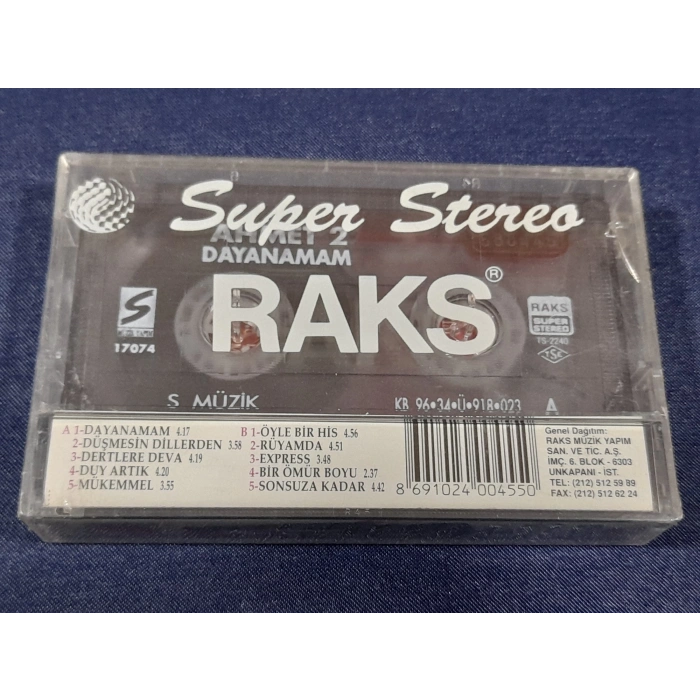 Super Stereo
AHMET 2
DAYANAMAM
RAKS®
S
17074
RAKS
SUPER
STEREO
TS-2240
TSE
S MÜZİK
KB 96•34•Ü•918•023
A
A 1-DAYANAMAM 4.17
2-DÜŞMESİN DİLLERDEN 3.58
3-DERTLERE DEVA 4.19
4-DUY ARTIK 4.20
5-MÜKEMMEL 3.55
B 1-ÖYLE BİR HİS 4.56
2-RÜYAMDA 4.51
3-EXPRESS 3.48
4-BİR ÖMÜR BOYU 2.37
5-SONSUZA KADAR 4.42
8 691024 004550
Genel Dağıtım:
RAKS MÜZİK YAPIM
SAN. VE TİC. A.Ş.
İMÇ. 6. BLOK - 6303
UNKAPANI - İST.
TEL: (212) 512 59 89
FAX: (212) 512 62 24